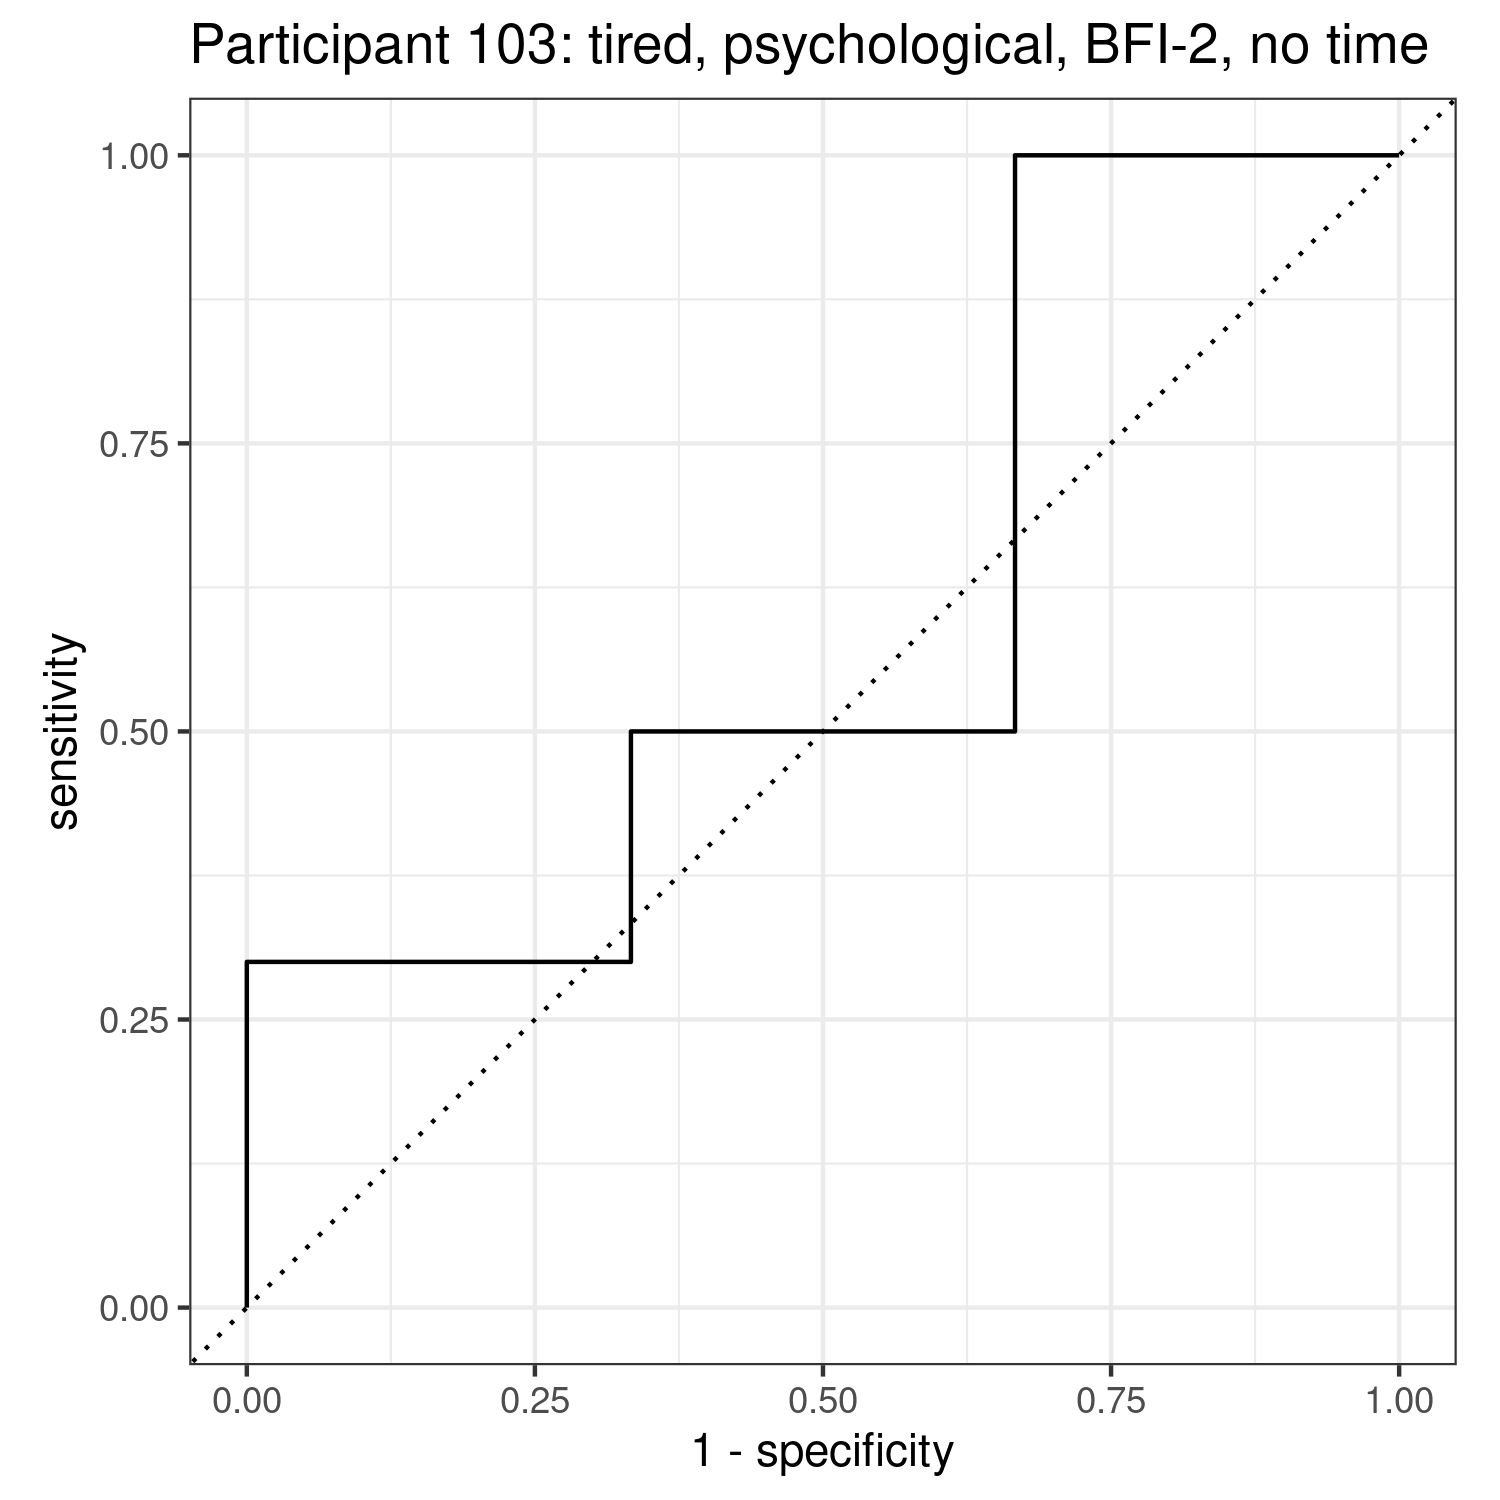 Participant 103: tired, psychological, BFI-2, no time
1.00
0.75
0.50
0.25
0.00
sensitivity
0.00 0.25 0.50 0.75 1.00
1 - specificity